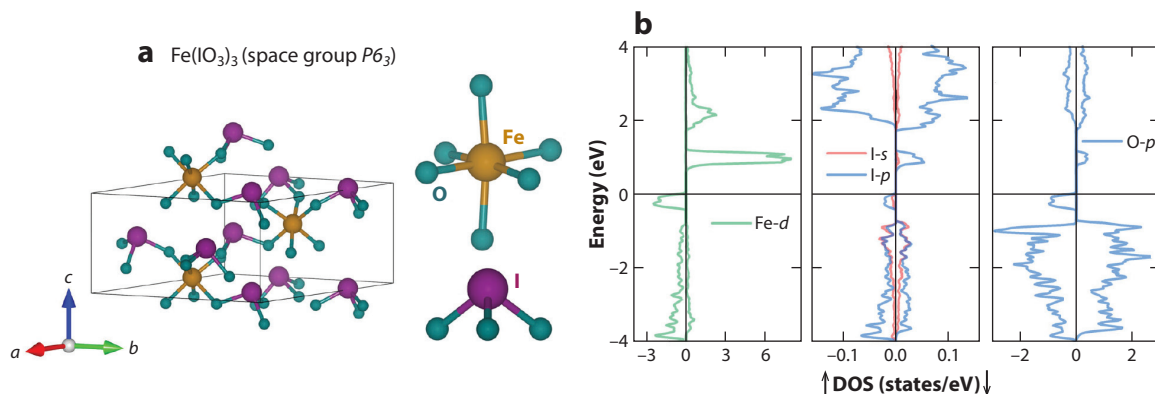 a Fe(IO₃)₃ (space group P6₃)
Fe
O
I
c
a
b
b
Energy (eV)
4
2
0
−2
−4
Fe-d
I-s
I-p
O-p
−3 0 3 6
−0.1 0.0 0.1
−2 0 2
↑DOS (states/eV)↓